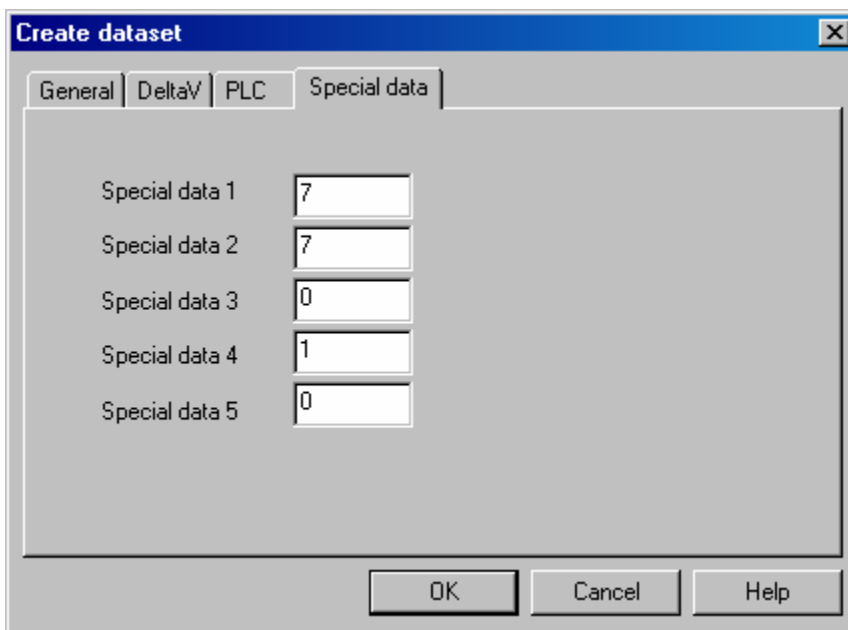 Create dataset
General DeltaV PLC Special data
Special data 1 7
Special data 2 7
Special data 3 0
Special data 4 1
Special data 5 0
OK Cancel Help